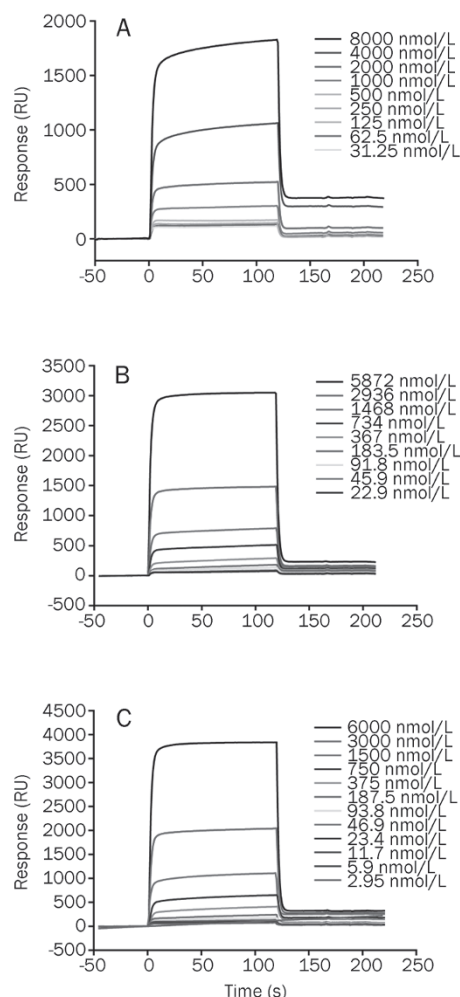 A
2000
1500
1000
500
0
-50 0 50 100 150 200 250
Response (RU)
8000 nmol/L
4000 nmol/L
2000 nmol/L
1000 nmol/L
500 nmol/L
250 nmol/L
125 nmol/L
62.5 nmol/L
31.25 nmol/L
B
3500
3000
2500
2000
1500
1000
500
0
-500
-50 0 50 100 150 200 250
Response (RU)
5872 nmol/L
2936 nmol/L
1468 nmol/L
734 nmol/L
367 nmol/L
183.5 nmol/L
91.8 nmol/L
45.9 nmol/L
22.9 nmol/L
C
4500
4000
3500
3000
2500
2000
1500
1000
500
0
-500
-50 0 50 100 150 200 250
Response (RU)
6000 nmol/L
3000 nmol/L
1500 nmol/L
750 nmol/L
375 nmol/L
187.5 nmol/L
93.8 nmol/L
46.9 nmol/L
23.4 nmol/L
11.7 nmol/L
5.9 nmol/L
2.95 nmol/L
Time (s)